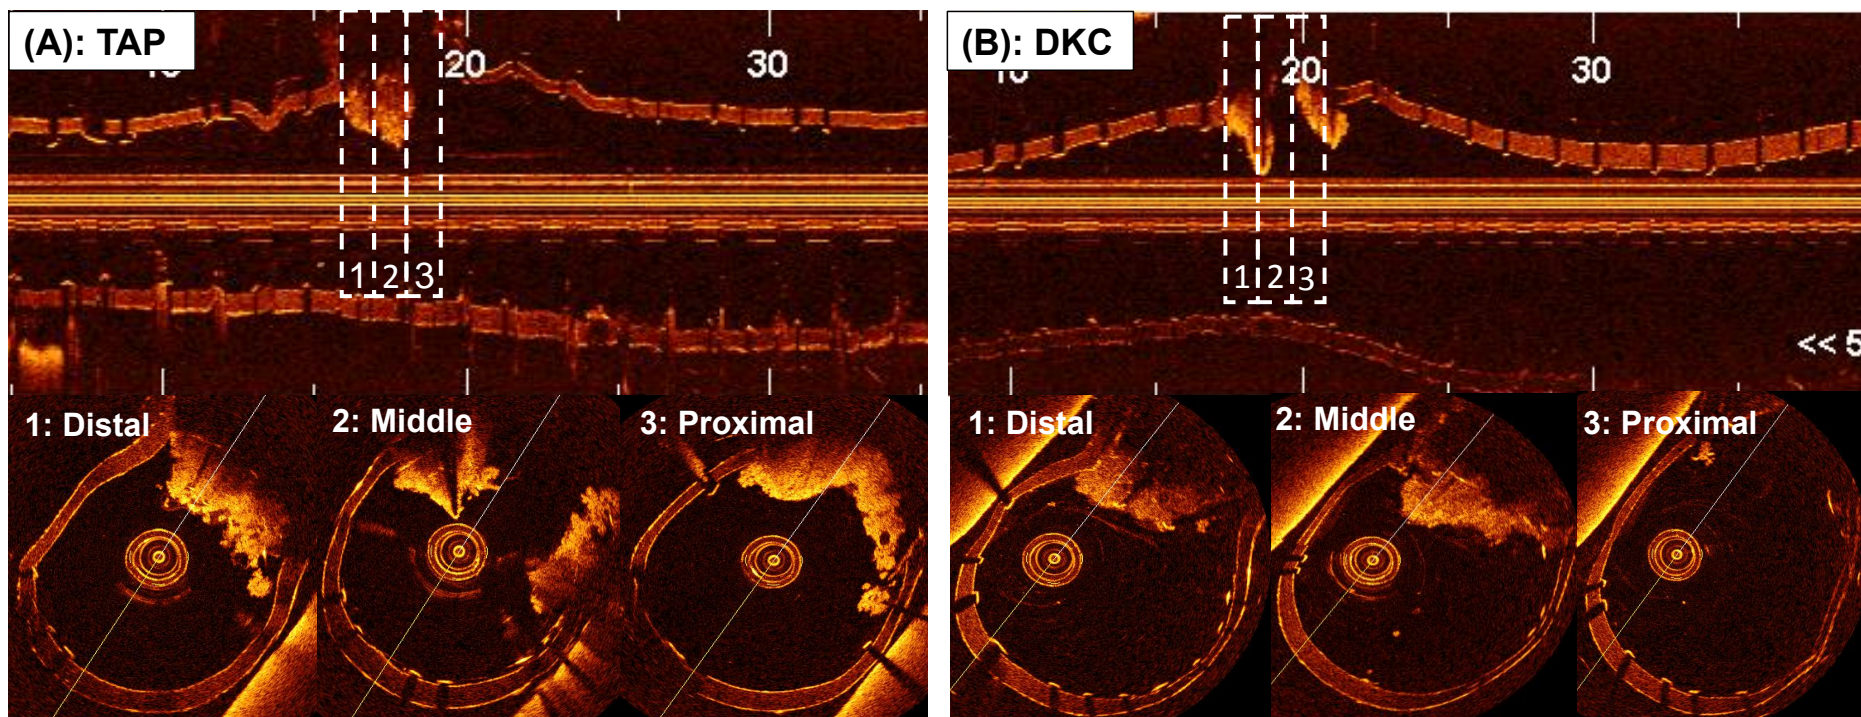 (A): TAP
20
30
1 2 3
1: Distal
2: Middle
3: Proximal
(B): DKC
20
30
1 2 3
<< 5
1: Distal
2: Middle
3: Proximal